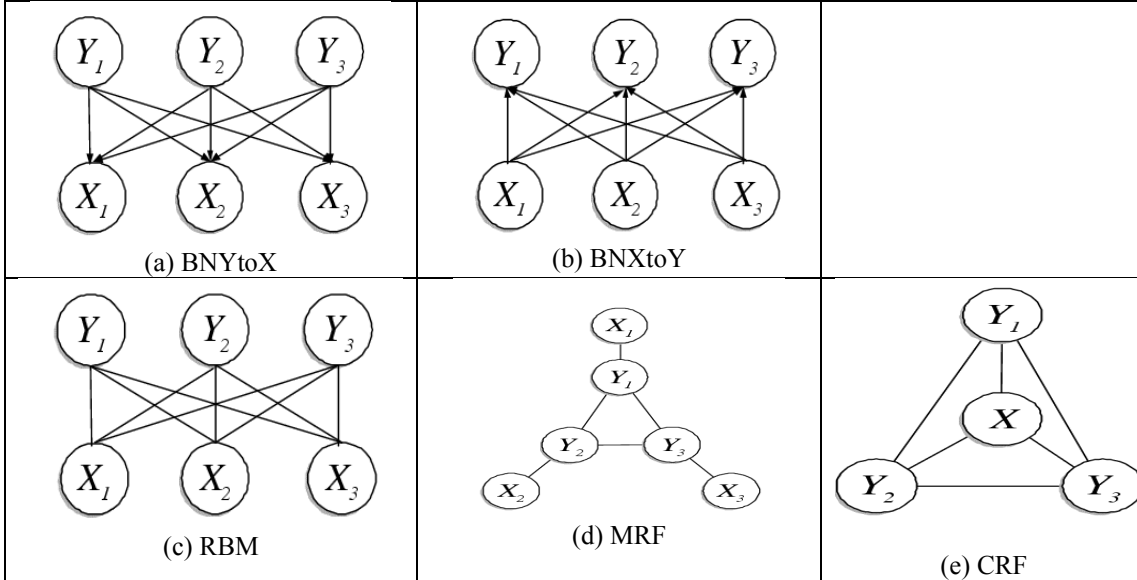 Y1 Y2 Y3
X1 X2 X3
(a) BNYtoX
Y1 Y2 Y3
X1 X2 X3
(b) BNXtoY
Y1 Y2 Y3
X1 X2 X3
(c) RBM
X1
Y1
Y2 Y3
X2 X3
(d) MRF
Y1
X
Y2 Y3
(e) CRF